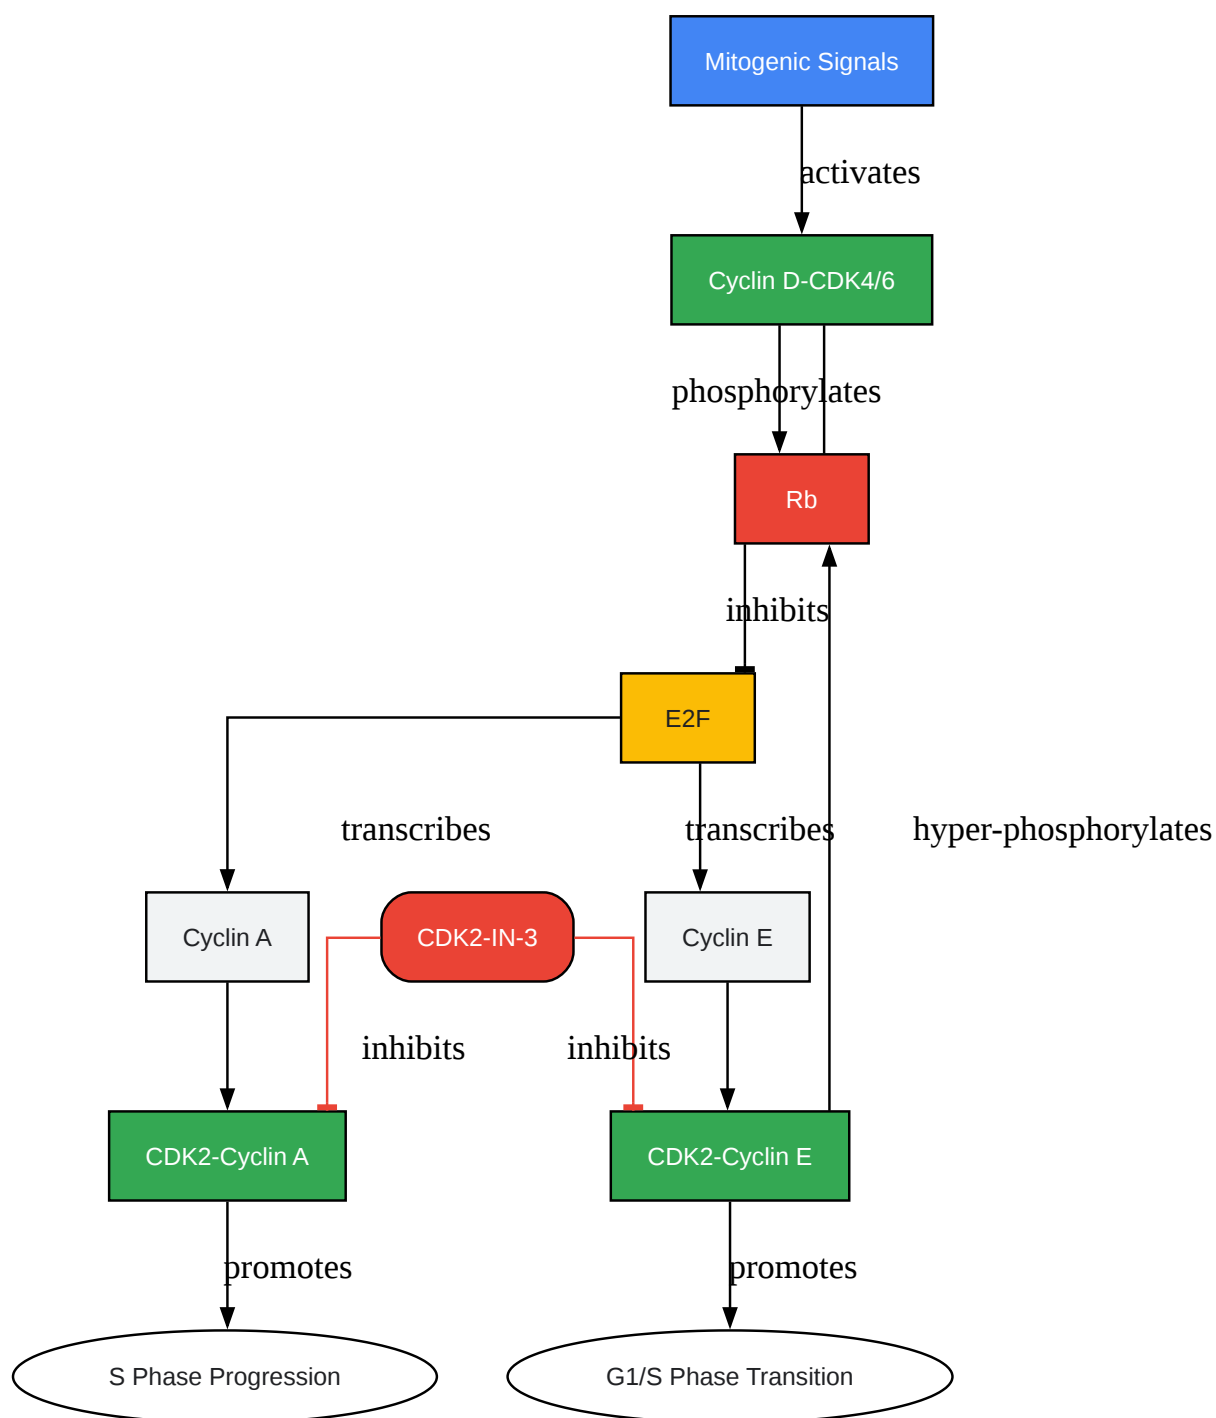 Mitogenic Signals
activates
Cyclin D-CDK4/6
phosphorylates
Rb
inhibits
E2F
transcribes
transcribes
hyper-phosphorylates
Cyclin A
CDK2-IN-3
Cyclin E
inhibits
inhibits
CDK2-Cyclin A
CDK2-Cyclin E
promotes
promotes
S Phase Progression
G1/S Phase Transition